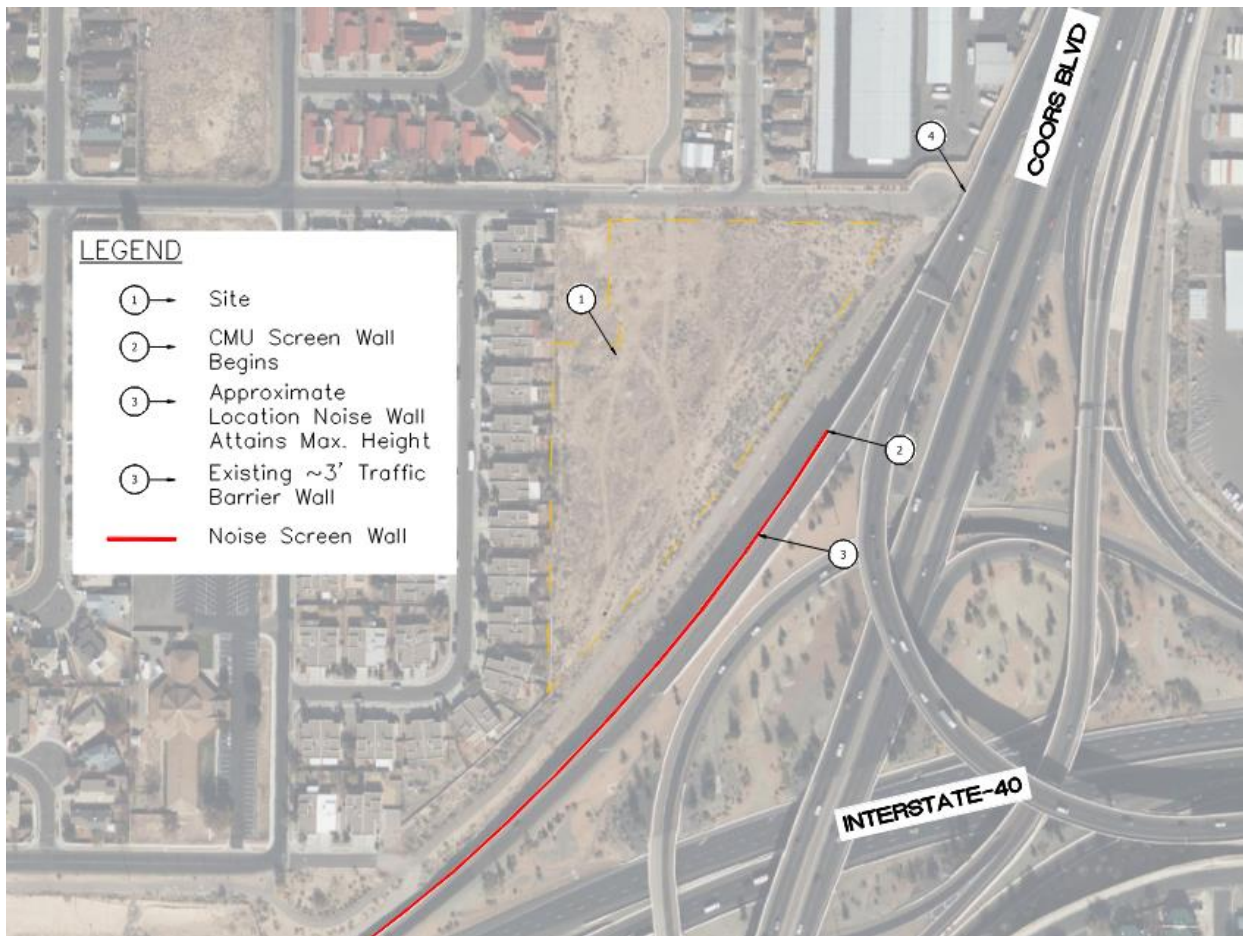 COORS BLVD
4
LEGEND
1 Site
2 CMU Screen Wall
Begins
3 Approximate
Location Noise Wall
Attains Max. Height
3 Existing ~3' Traffic
Barrier Wall
Noise Screen Wall
1
2
3
INTERSTATE-40